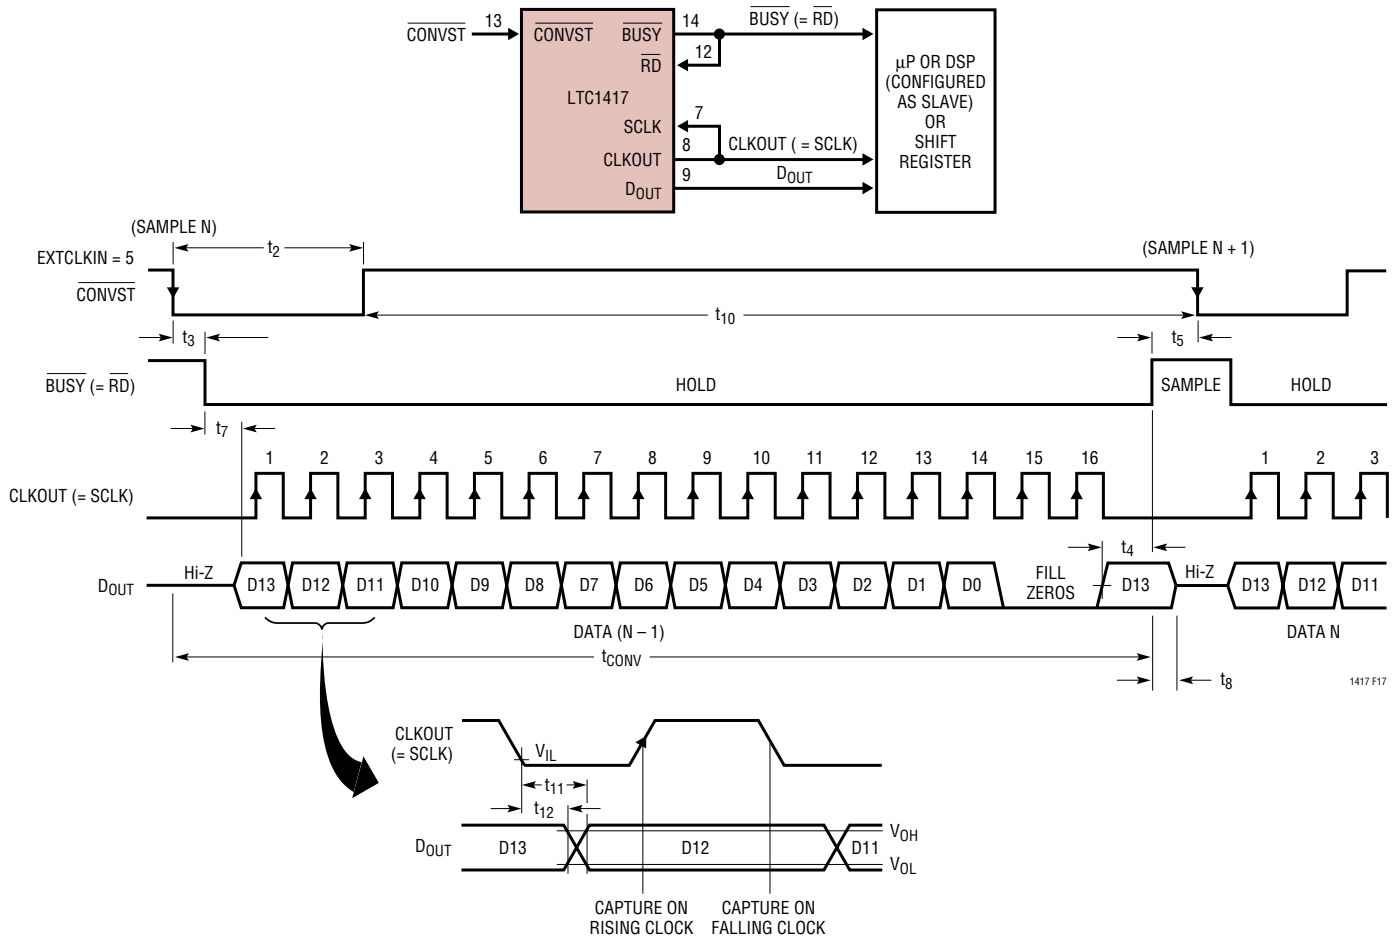 CONVST 13 CONVST BUSY 14 BUSY (= RD)
RD 12
LTC1417
SCLK 7
CLKOUT 8 CLKOUT ( = SCLK)
DOUT 9 DOUT
µP OR DSP
(CONFIGURED
AS SLAVE)
OR
SHIFT
REGISTER
(SAMPLE N) (SAMPLE N + 1)
EXTCLKIN = 5 t2
CONVST
t10
t3 t5
BUSY (= RD) HOLD SAMPLE HOLD
t7
1 2 3 4 5 6 7 8 9 10 11 12 13 14 15 16 1 2 3
CLKOUT (= SCLK)
t4
DOUT Hi-Z D13 D12 D11 D10 D9 D8 D7 D6 D5 D4 D3 D2 D1 D0 FILL ZEROS D13 Hi-Z D13 D12 D11
DATA (N – 1) DATA N
tCONV
t8
1417 F17
CLKOUT
(= SCLK)
VIL
t11
t12
DOUT D13 D12 D11
VOH
VOL
CAPTURE ON
RISING CLOCK
CAPTURE ON
FALLING CLOCK